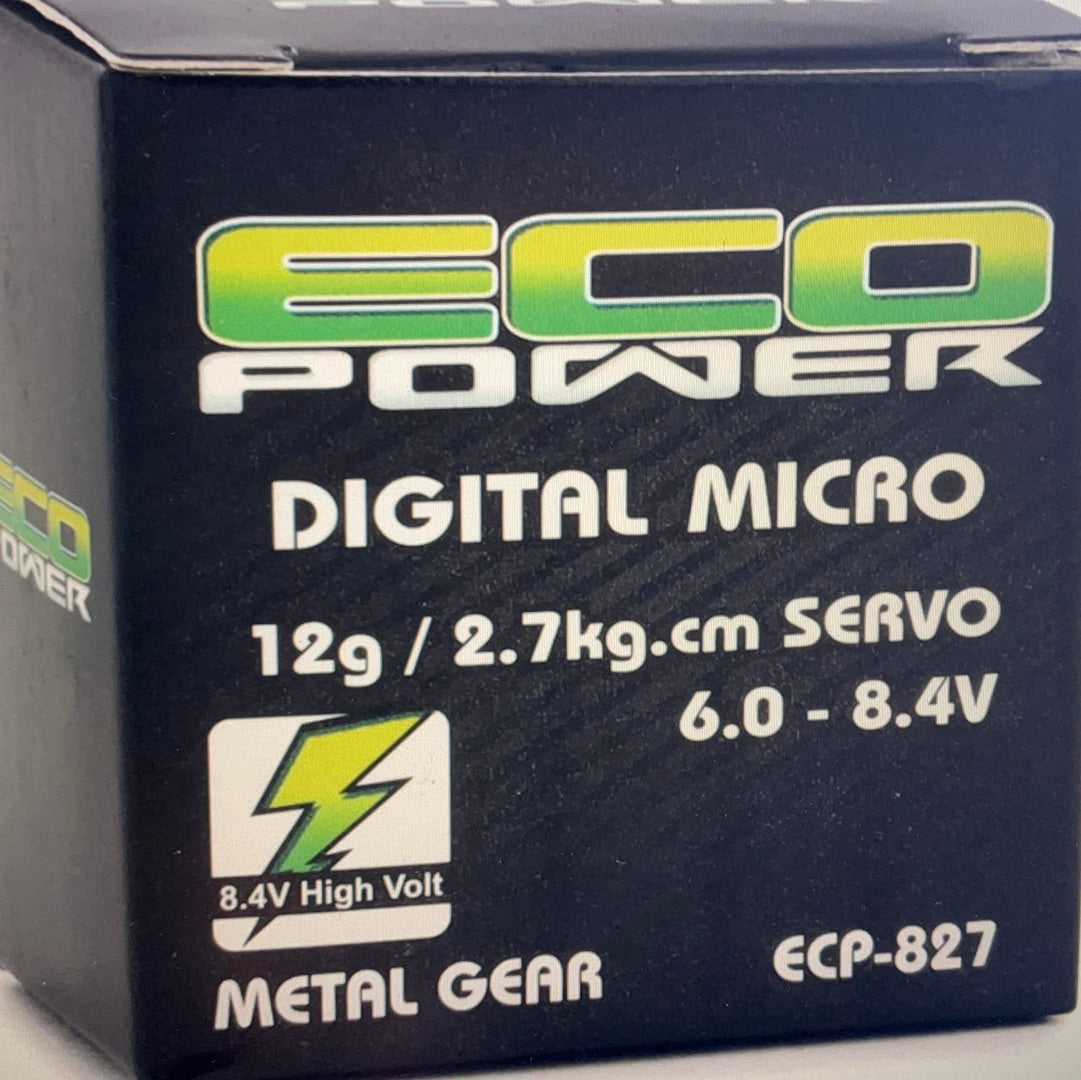 POWER
ECO
POWER
DIGITAL MICRO
12g / 2.7kg.cm SERVO
6.0 - 8.4V
8.4V High Volt
METAL GEAR
ECP-827
ECO
POWER